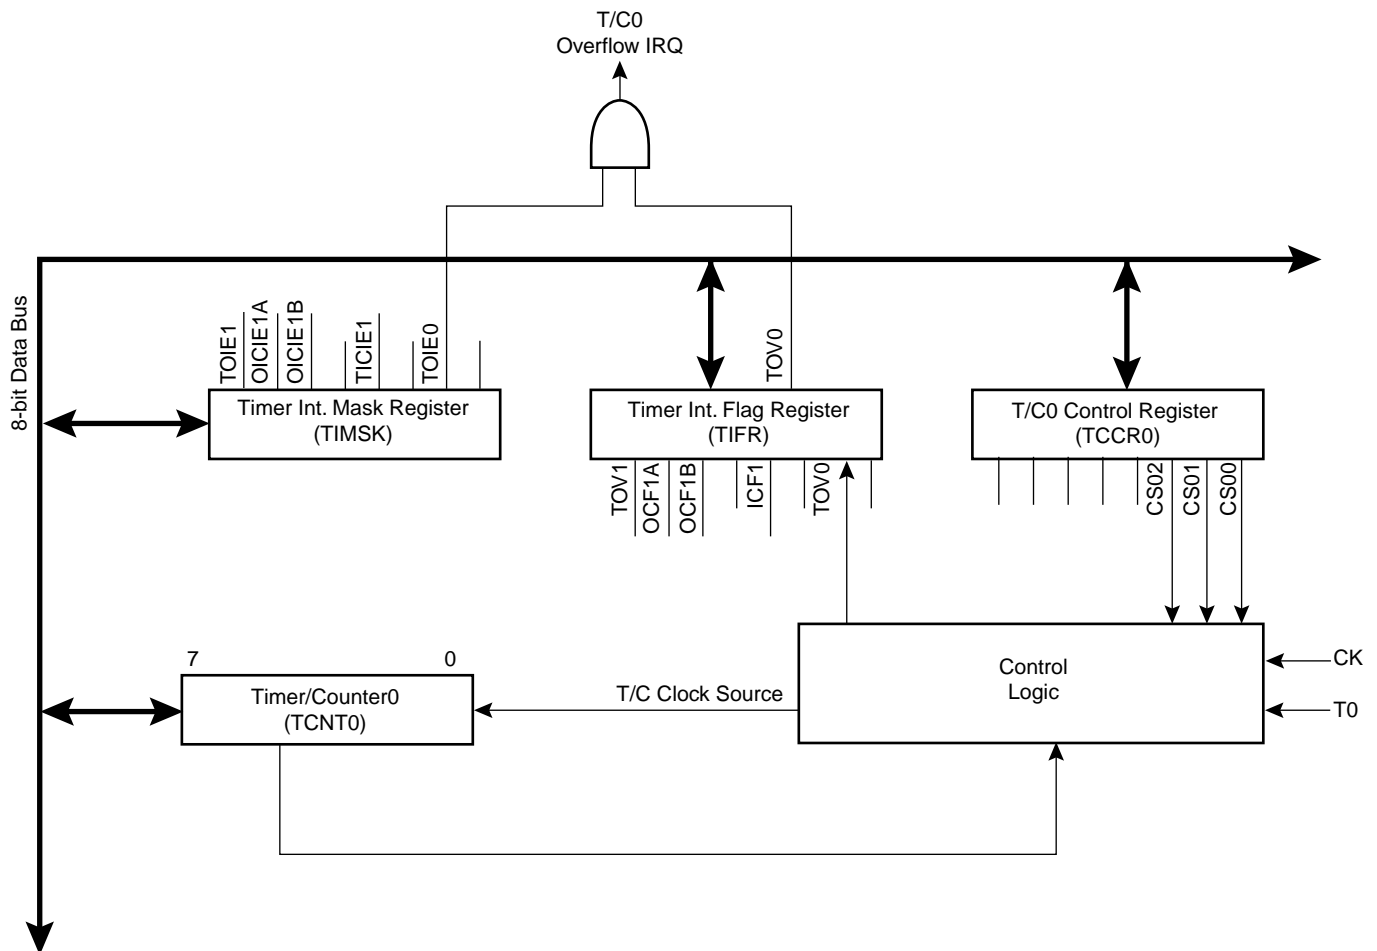 T/C0
Overflow IRQ
8-bit Data Bus
TOIE1
OICIE1A
OICIE1B
TICIE1
TOIE0
TOV0
Timer Int. Mask Register
(TIMSK)
Timer Int. Flag Register
(TIFR)
T/C0 Control Register
(TCCR0)
TOV1
OCF1A
OCF1B
ICF1
TOV0
CS02
CS01
CS00
7
0
Timer/Counter0
(TCNT0)
T/C Clock Source
Control
Logic
CK
T0